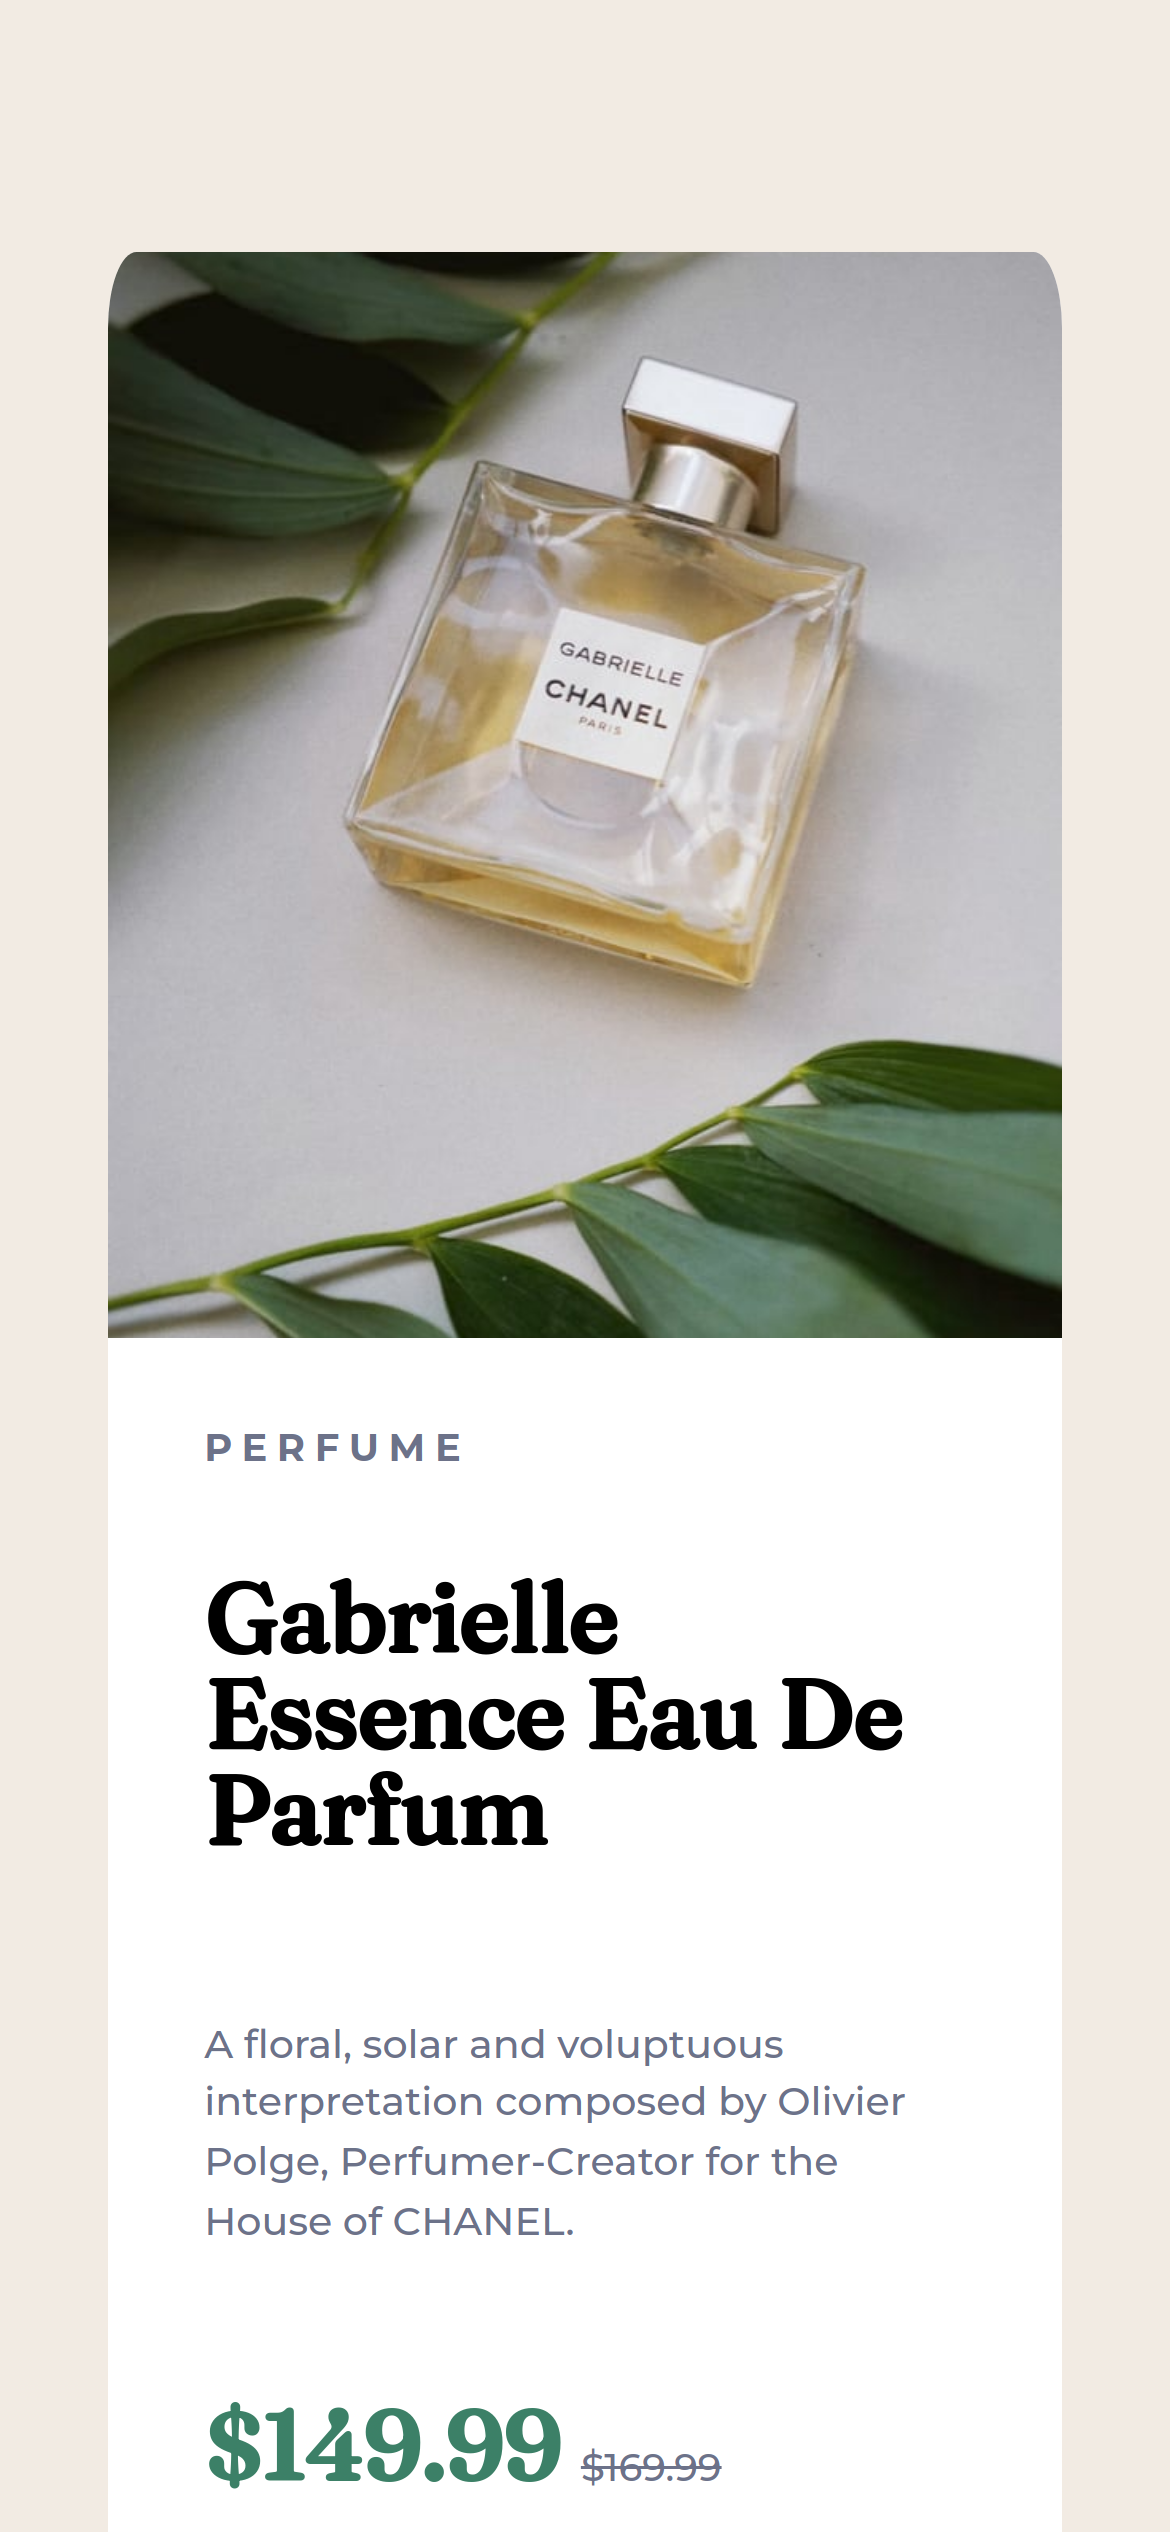 GABRIELLE
CHANEL
PARIS
PERFUME
Gabrielle
Essence Eau De
Parfum
A floral, solar and voluptuous
interpretation composed by Olivier
Polge, Perfumer-Creator for the
House of CHANEL.
$149.99 $169.99